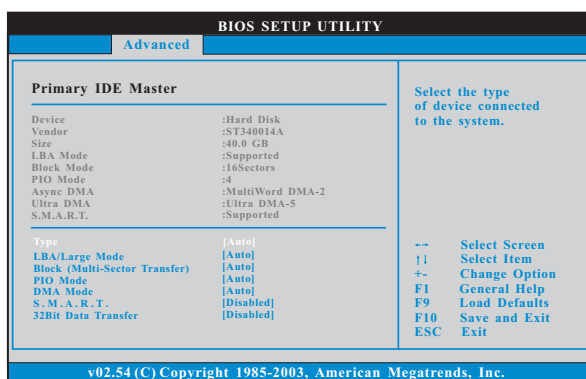 BIOS SETUP UTILITY
Advanced
Primary IDE Master
Device :Hard Disk
Vendor :ST340014A
Size :40.0 GB
LBA Mode :Supported
Block Mode :16Sectors
PIO Mode :4
Async DMA :MultiWord DMA-2
Ultra DMA :Ultra DMA-5
S.M.A.R.T. :Supported
Type [Auto]
LBA/Large Mode [Auto]
Block (Multi-Sector Transfer) [Auto]
PIO Mode [Auto]
DMA Mode [Auto]
S.M.A.R.T. [Disabled]
32Bit Data Transfer [Disabled]
Select the type
of device connected
to the system.
←→ Select Screen
↑↓ Select Item
+- Change Option
F1 General Help
F9 Load Defaults
F10 Save and Exit
ESC Exit
v02.54 (C) Copyright 1985-2003, American Megatrends, Inc.